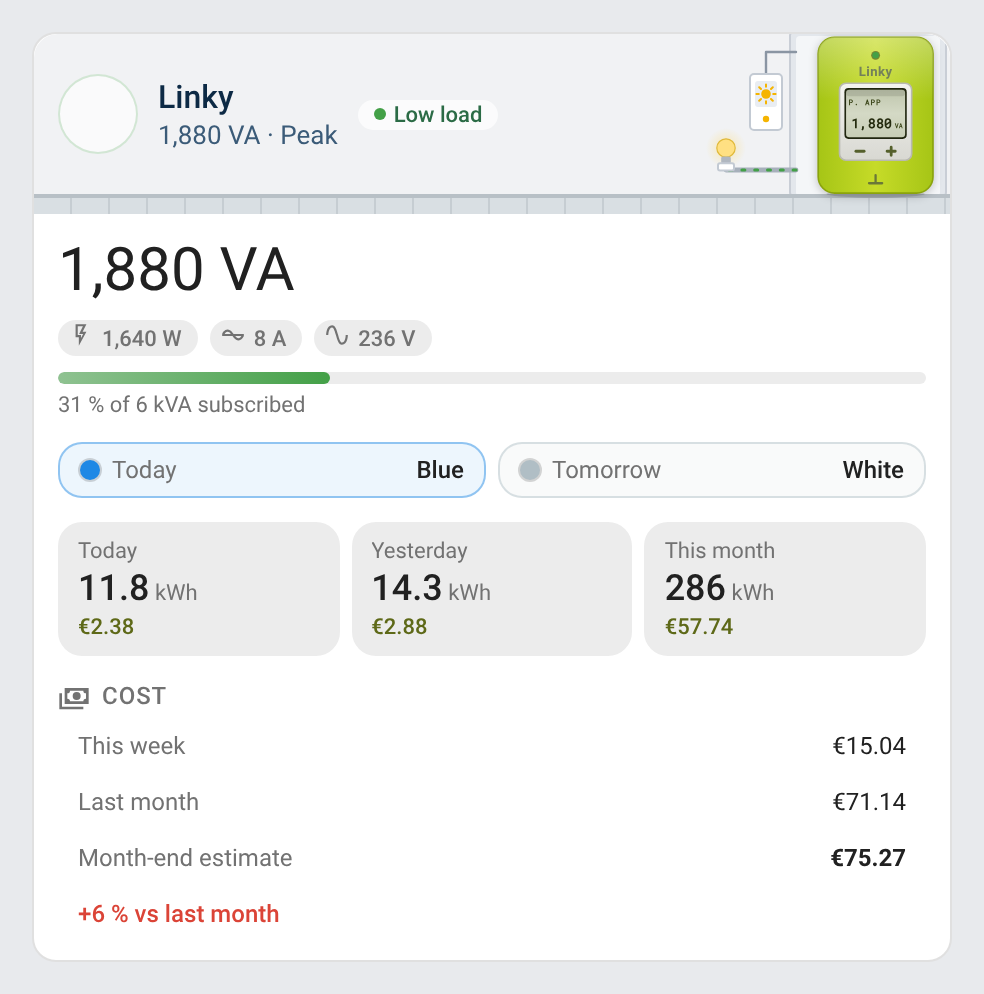 Linky
1,880 VA · Peak
Low load
Linky
P. APP
1,880 VA
1,880 VA
1,640 W
8 A
236 V
31 % of 6 kVA subscribed
Today Blue
Tomorrow White
Today
11.8 kWh
€2.38
Yesterday
14.3 kWh
€2.88
This month
286 kWh
€57.74
COST
This week €15.04
Last month €71.14
Month-end estimate €75.27
+6 % vs last month